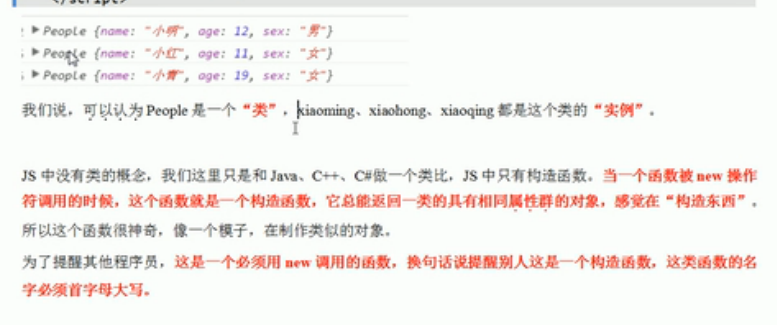 </script>
▶ People {name: "小明", age: 12, sex: "男"}
▶ People {name: "小红", age: 11, sex: "女"}
▶ People {name: "小青", age: 19, sex: "女"}
我们说，可以认为 People 是一个“类”，xiaoming、xiaohong、xiaoqing 都是这个类的“实例”。
JS 中没有类的概念，我们这里只是和 Java、C++、C#做一个类比，JS 中只有构造函数。当一个函数被 new 操作
符调用的时候，这个函数就是一个构造函数，它总能返回一类的具有相同属性群的对象，感觉在“构造东西”。
所以这个函数很神奇，像一个模子，在制作类似的对象。
为了提醒其他程序员，这是一个必须用 new 调用的函数，换句话说提醒别人这是一个构造函数，这类函数的名
字必须首字母大写。